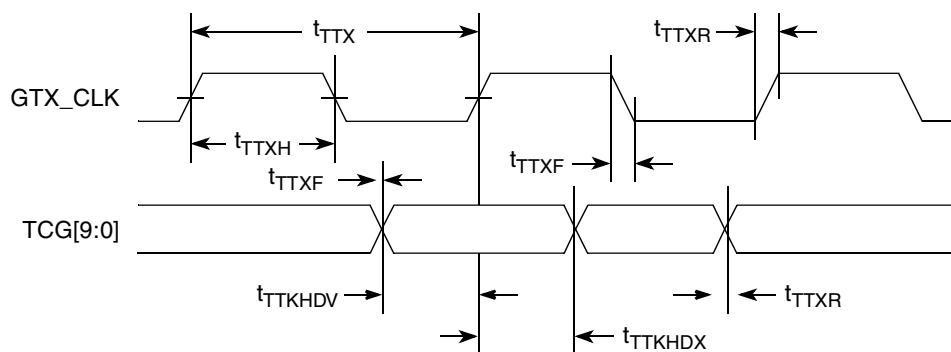 tTTX
tTTXR
GTX_CLK
tTTXH
tTTXF
tTTXF
TCG[9:0]
tTTKHDV
tTTXR
tTTKHDX